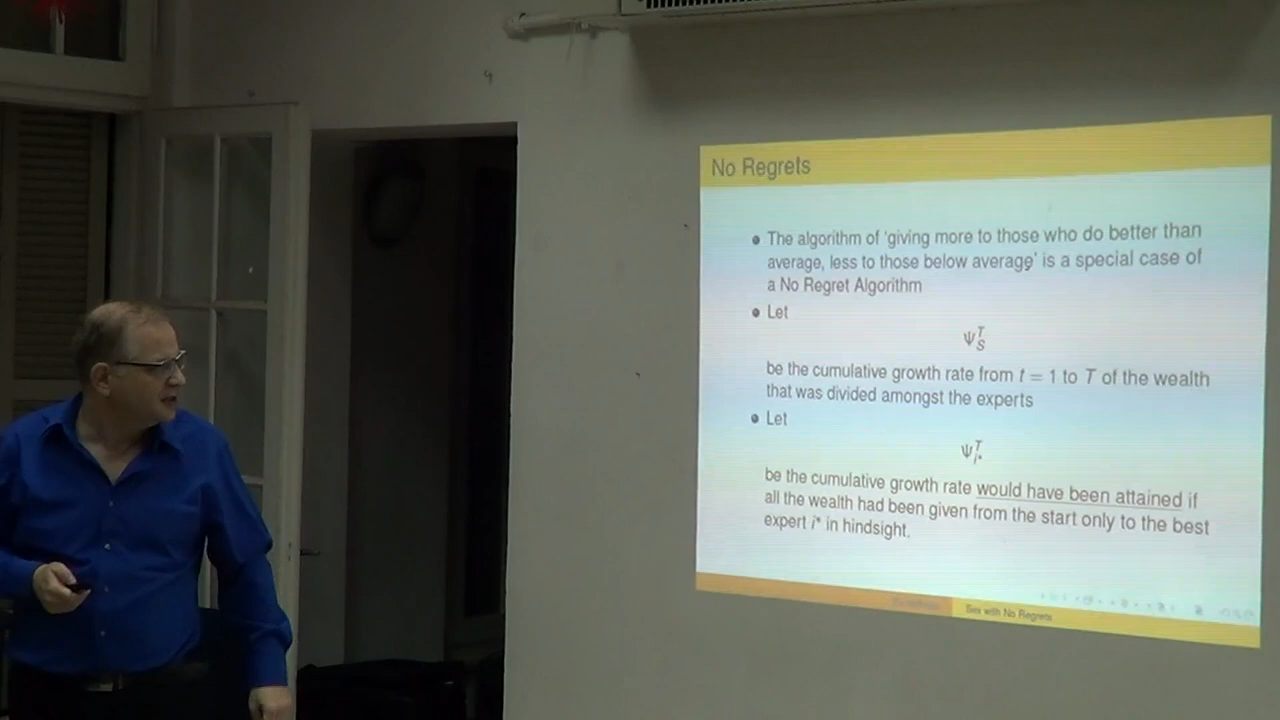 No Regrets
• The algorithm of 'giving more to those who do better than
average, less to those below average' is a special case of
a No Regret Algorithm
• Let
Ψ_S^T
be the cumulative growth rate from t = 1 to T of the wealth
that was divided amongst the experts
• Let
Ψ_{i*}^T
be the cumulative growth rate would have been attained if
all the wealth had been given from the start only to the best
expert i* in hindsight.
Sex with No Regrets